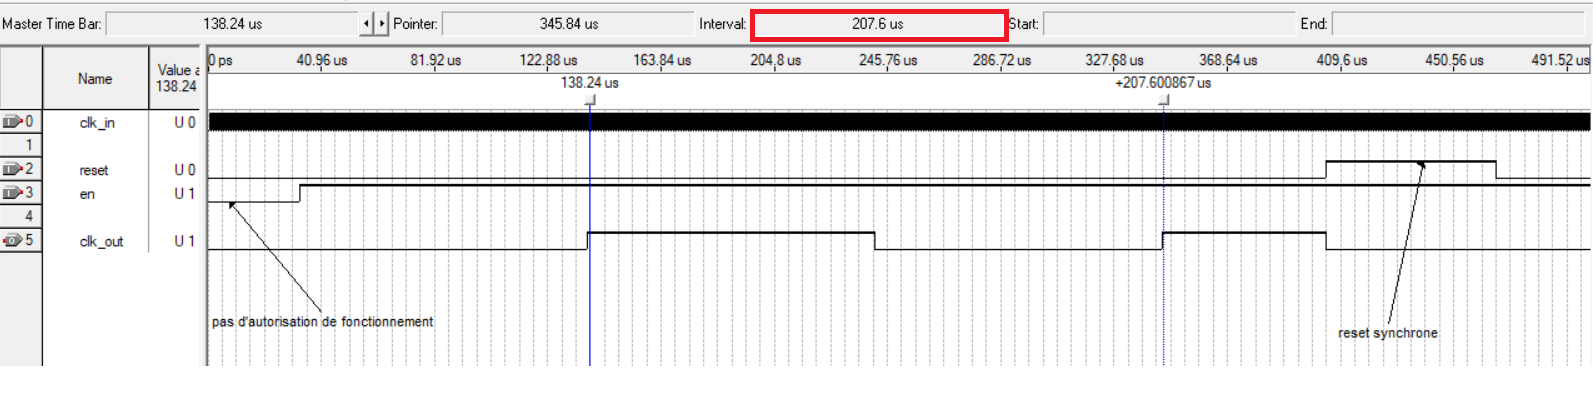 Master Time Bar: 138.24 us Pointer: 345.84 us Interval: 207.6 us Start: End:
0 ps 40.96 us 81.92 us 122.88 us 163.84 us 204.8 us 245.76 us 286.72 us 327.68 us 368.64 us 409.6 us 450.56 us 491.52 us
Name Value a
138.24
138.24 us +207.600867 us
0 clk_in U 0
1
2 reset U 0
3 en U 1
4
5 clk_out U 1
pas d'autorisation de fonctionnement
reset synchrone